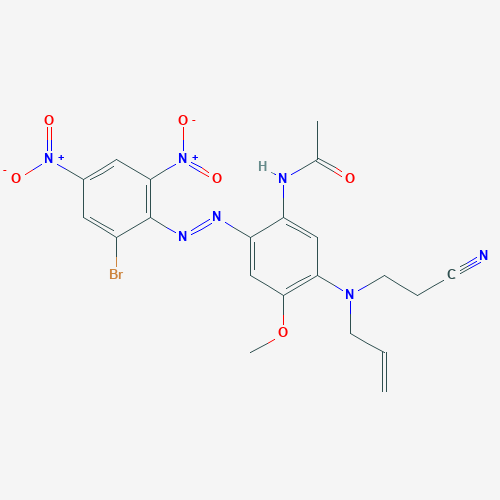 O O -
N + N +
- O O
H N O
N N
Br
N C N
O